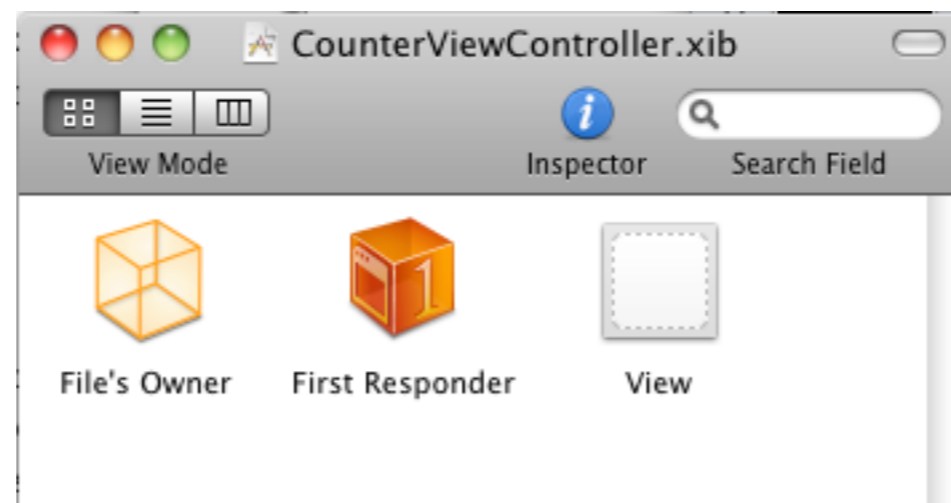 CounterViewController.xib
View Mode
Inspector
Search Field
File's Owner
First Responder
View